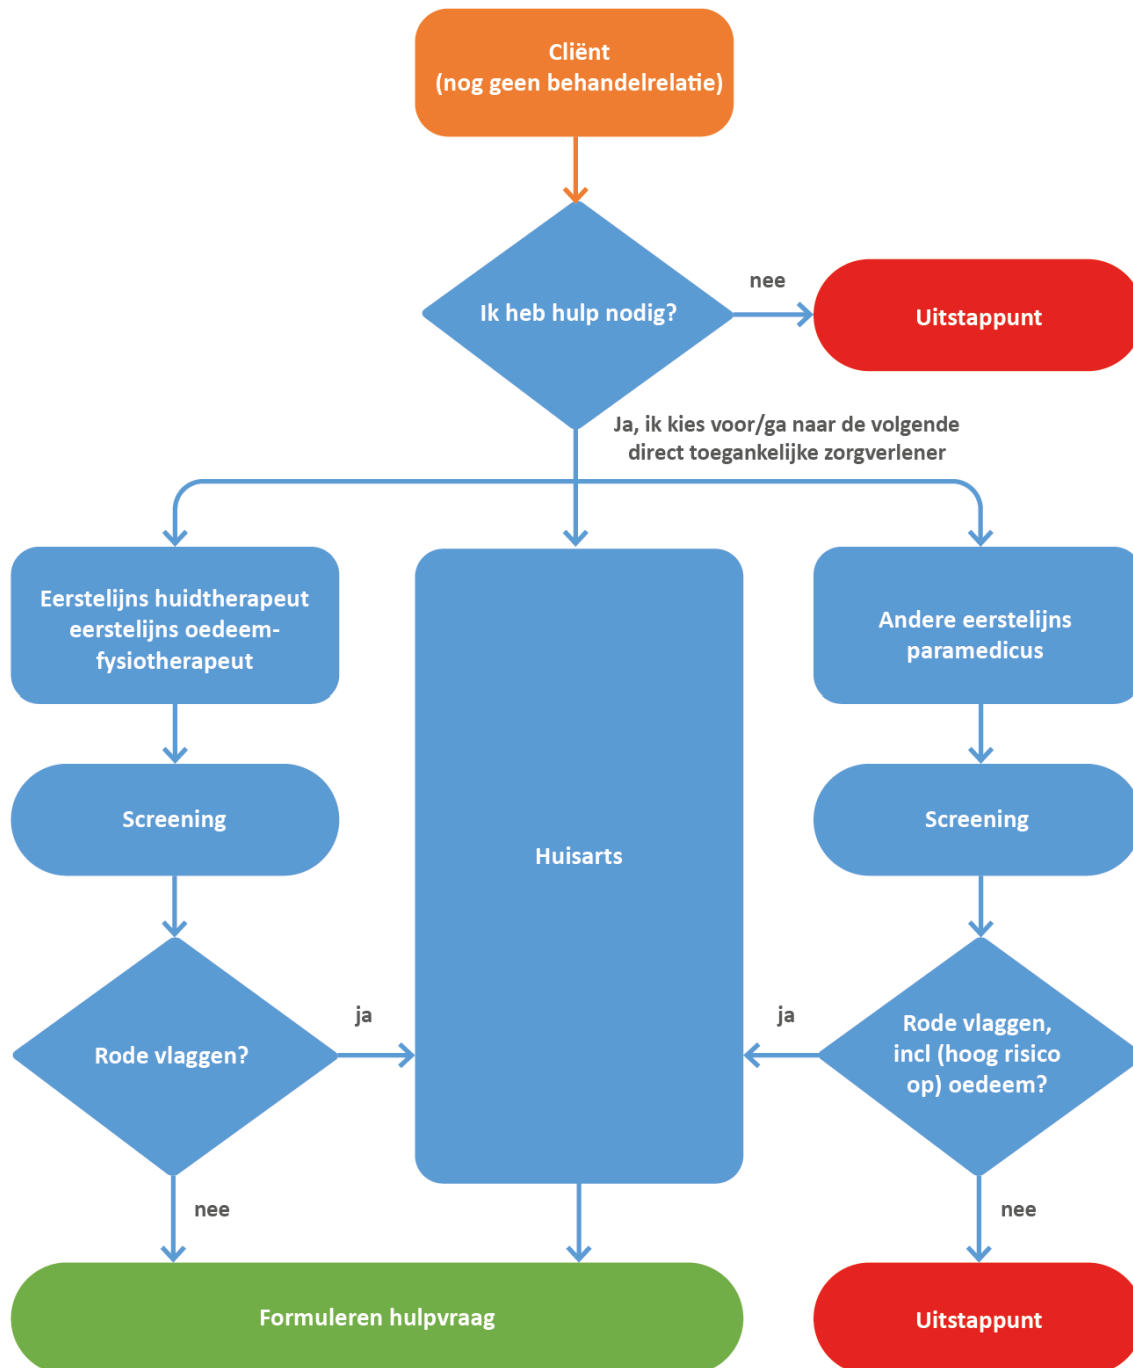 Cliënt
(nog geen behandelrelatie)
Ik heb hulp nodig?
nee
Uitstappunt
Ja, ik kies voor/ga naar de volgende
direct toegankelijke zorgverlener
Eerstelijns huidtherapeut
eerstelijns oedeem-
fysiotherapeut
Andere eerstelijns
paramedicus
Screening
Huisarts
Screening
Rode vlaggen?
ja
ja
Rode vlaggen,
incl (hoog risico
op) oedeem?
nee
nee
Formuleren hulpvraag
Uitstappunt